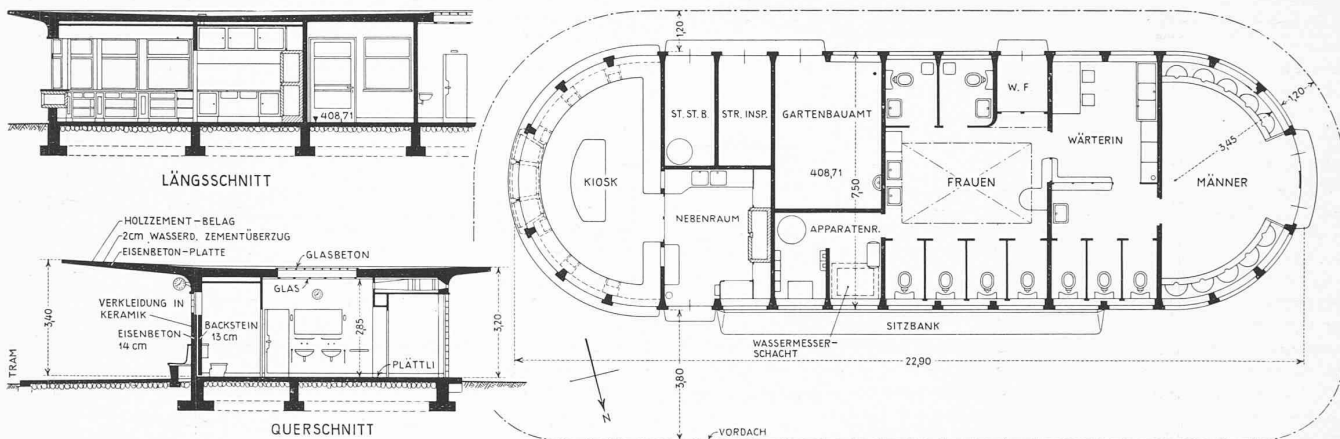 408,71
LÄNGSSCHNITT
HOLZZEMENT-BELAG
2cm WASSERD. ZEMENTÜBERZUG
EISENBETON-PLATTE
GLASBETON
GLAS
VERKLEIDUNG IN
KERAMIK
EISENBETON
14 cm
BACKSTEIN
13 cm
PLÄTTLI
3,40
2,85
3,20
TRAM
QUERSCHNITT
1,20
ST. ST. B.
STR. INSP.
GARTENBAUAMT
W. F
WÄRTERIN
1,20
3,45
KIOSK
408,71
7,50
FRAUEN
MÄNNER
NEBENRAUM
APPARATENR.
SITZBANK
WASSERMESSER-
SCHACHT
22,90
3,80
N
VORDACH